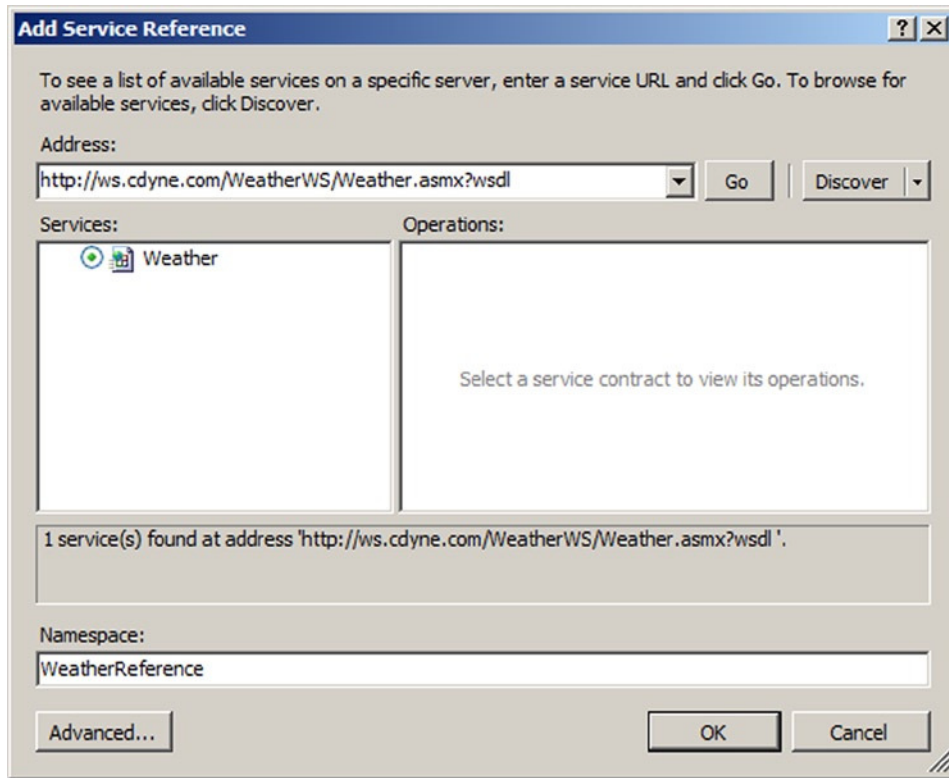 Add Service Reference
To see a list of available services on a specific server, enter a service URL and click Go. To browse for
available services, click Discover.
Address:
http://ws.cdyne.com/WeatherWS/Weather.asmx?wsdl
Go
Discover
Services:
Operations:
Weather
Select a service contract to view its operations.
1 service(s) found at address 'http://ws.cdyne.com/WeatherWS/Weather.asmx?wsdl '.
Namespace:
WeatherReference
Advanced...
OK
Cancel